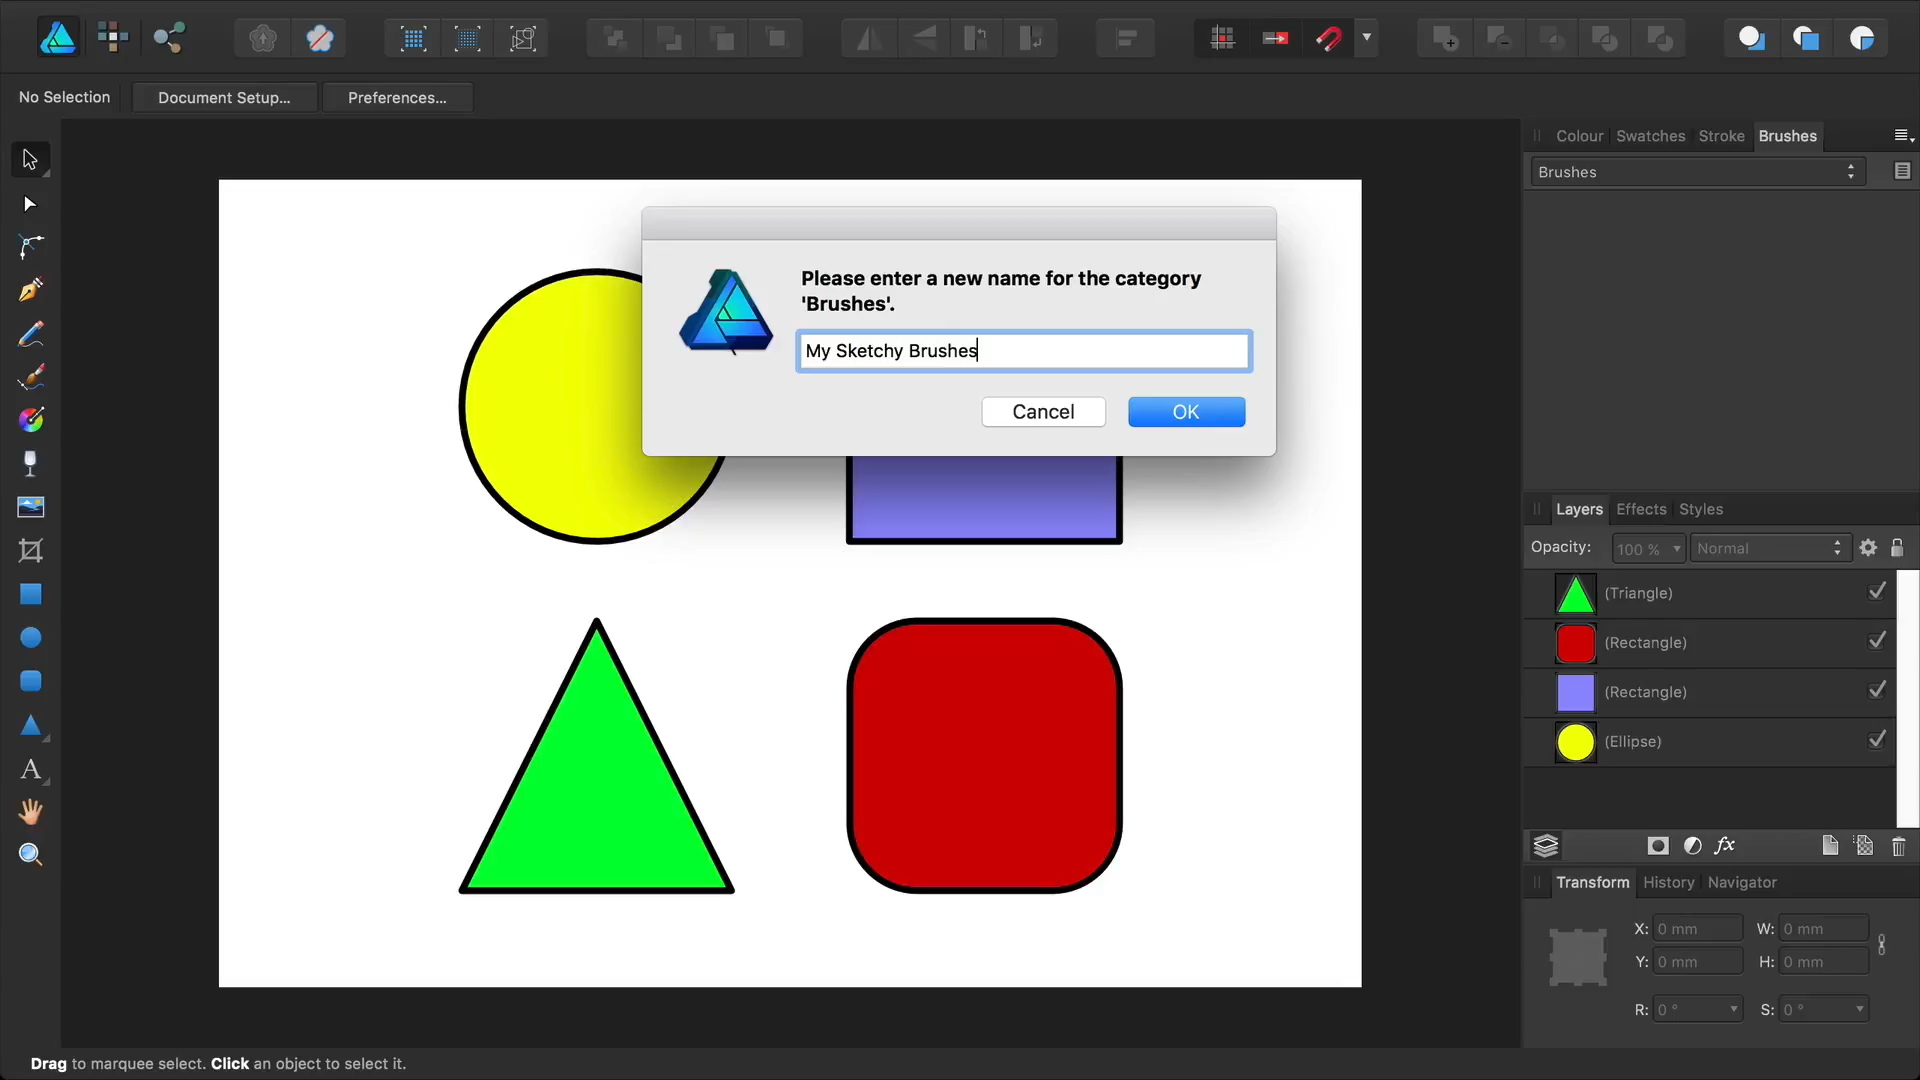 No Selection
Document Setup...
Preferences...
Colour
Swatches
Stroke
Brushes
Brushes
Please enter a new name for the category
'Brushes'.
My Sketchy Brushes
Cancel
OK
Layers
Effects
Styles
Opacity:
100 %
Normal
(Triangle)
(Rectangle)
(Rectangle)
(Ellipse)
fx
Transform
History
Navigator
X:
0 mm
W:
0 mm
Y:
0 mm
H:
0 mm
R:
0 °
S:
0 °
A
Drag to marquee select. Click an object to select it.